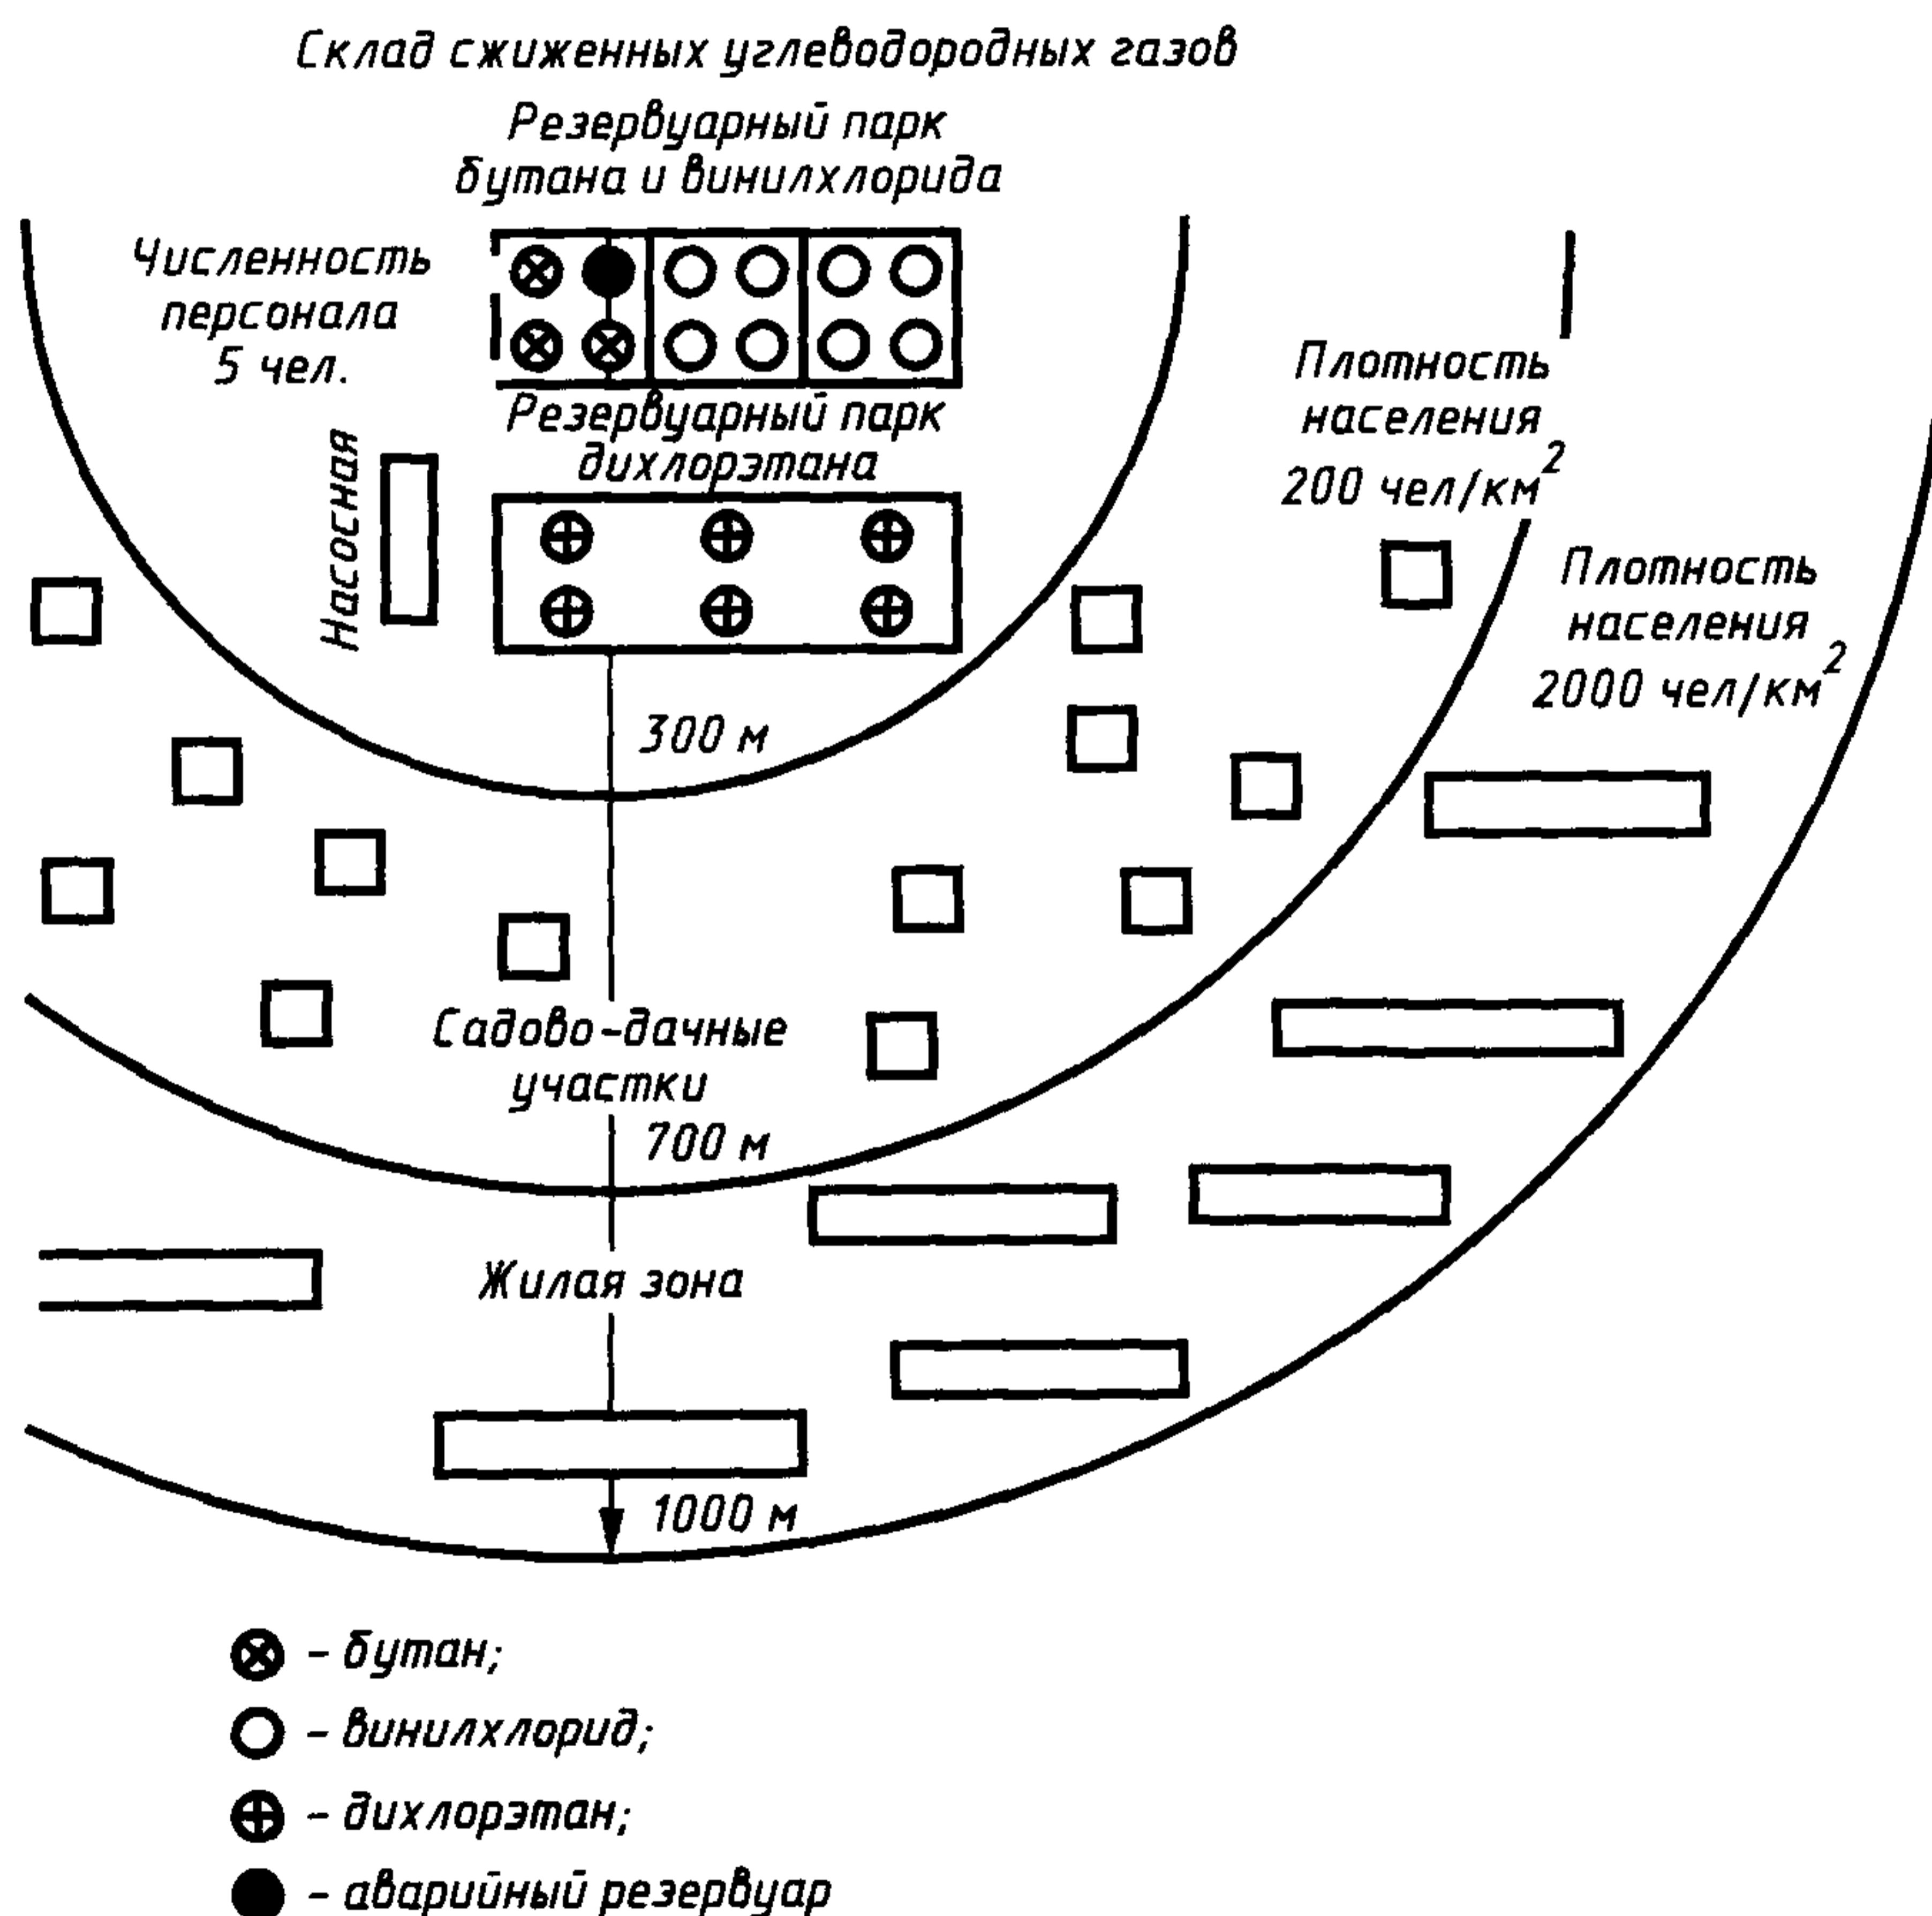 Склад сжиженных углеводородных газов
Резервуарный парк
бутана и винилхлорида
Численность
персонала
5 чел.
Резервуарный парк
дихлорэтана
Насосная
300 м
Плотность
населения
200 чел/км²
Плотность
населения
2000 чел/км²
Садово-дачные
участки
700 м
Жилая зона
1000 м
– бутан;
– винилхлорид;
– дихлорэтан;
– аварийный резервуар